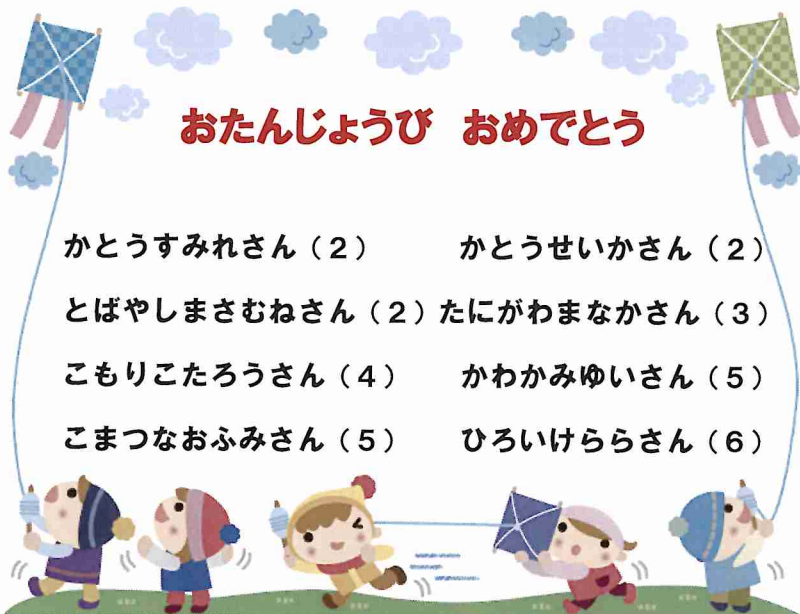 おたんじょうび　おめでとう
かとうすみれさん（２）　かとうせいかさん（２）
とばやしまさむねさん（２）たにがわまなかさん（３）
こもりこたろうさん（４）　かわかみゆいさん（５）
こまつなおふみさん（５）　ひろいけららさん（６）